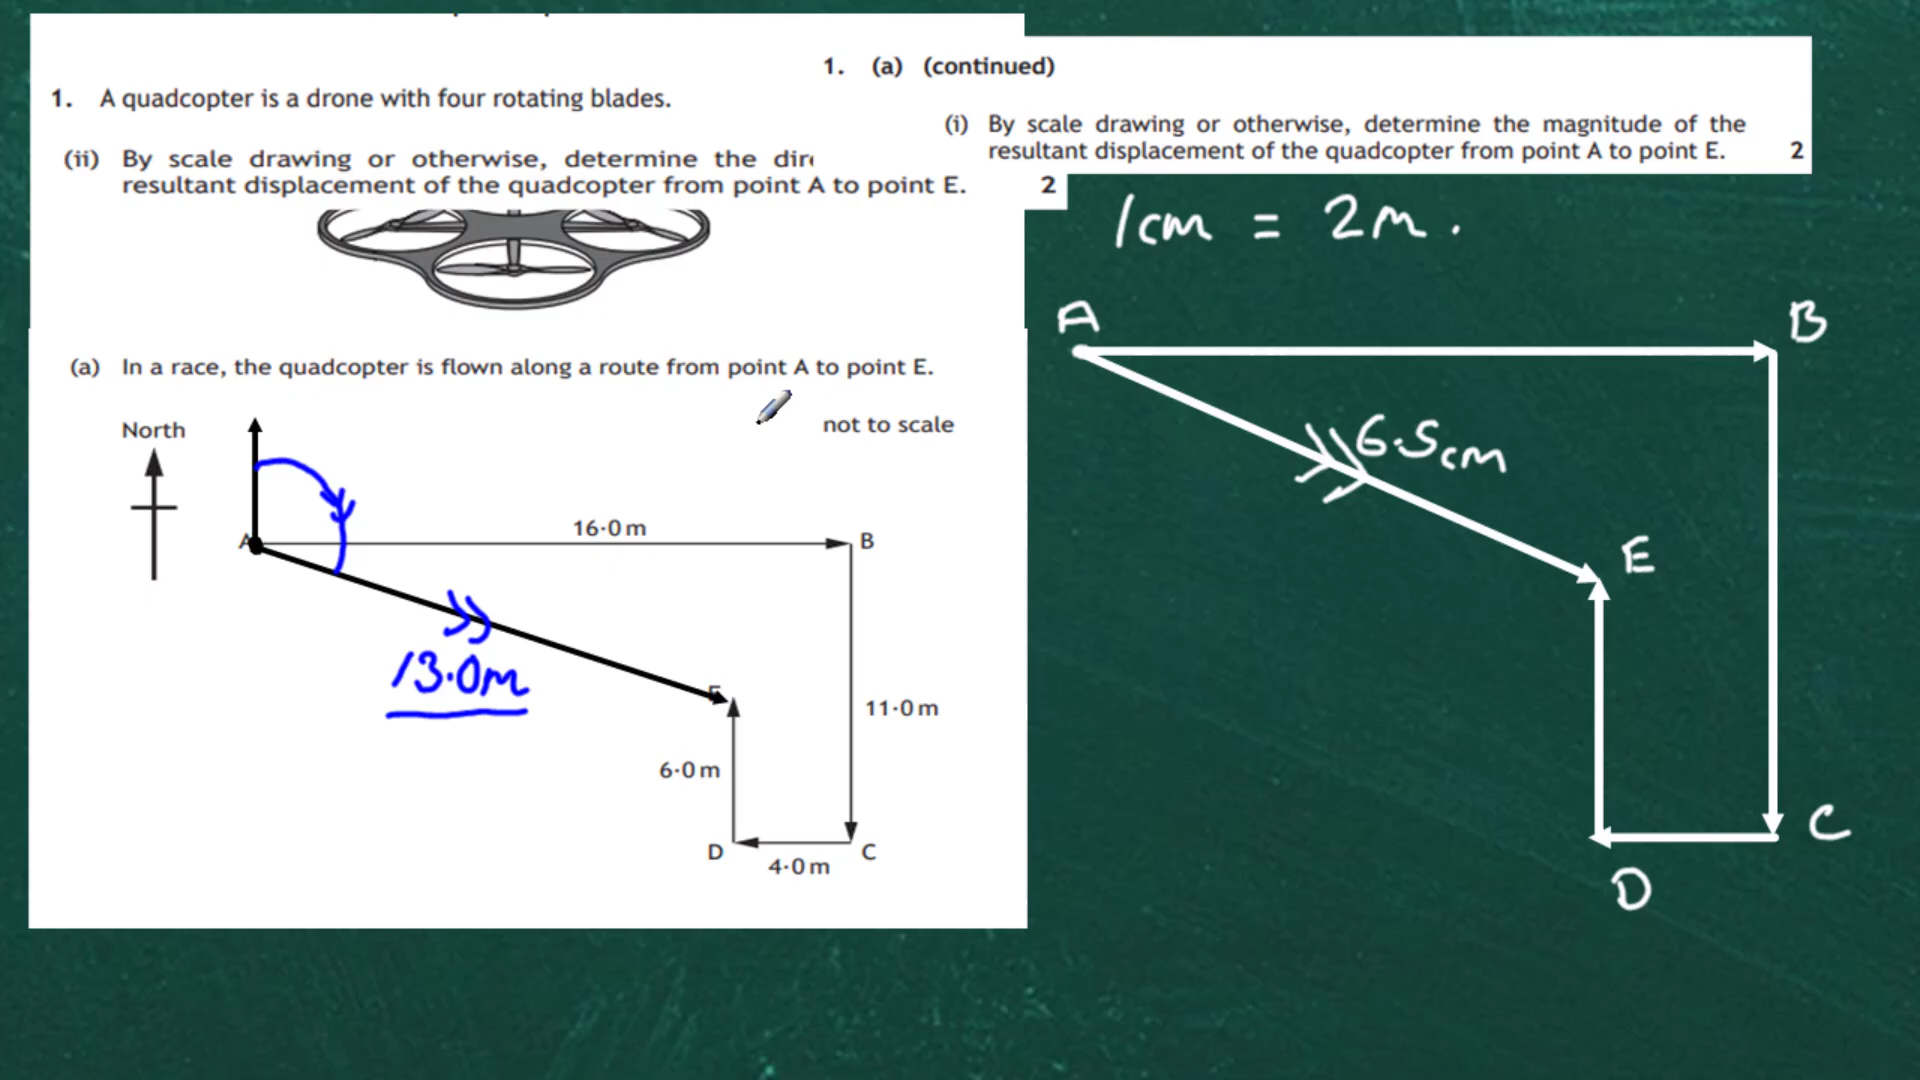 1. A quadcopter is a drone with four rotating blades.
(ii) By scale drawing or otherwise, determine the dir
resultant displacement of the quadcopter from point A to point E. 2
(a) In a race, the quadcopter is flown along a route from point A to point E.
North
not to scale
A
16·0 m
B
13.0m
E
11·0 m
6·0 m
D
C
4·0 m
1. (a) (continued)
(i) By scale drawing or otherwise, determine the magnitude of the
resultant displacement of the quadcopter from point A to point E. 2
1cm = 2m.
A
B
6.5cm
E
C
D